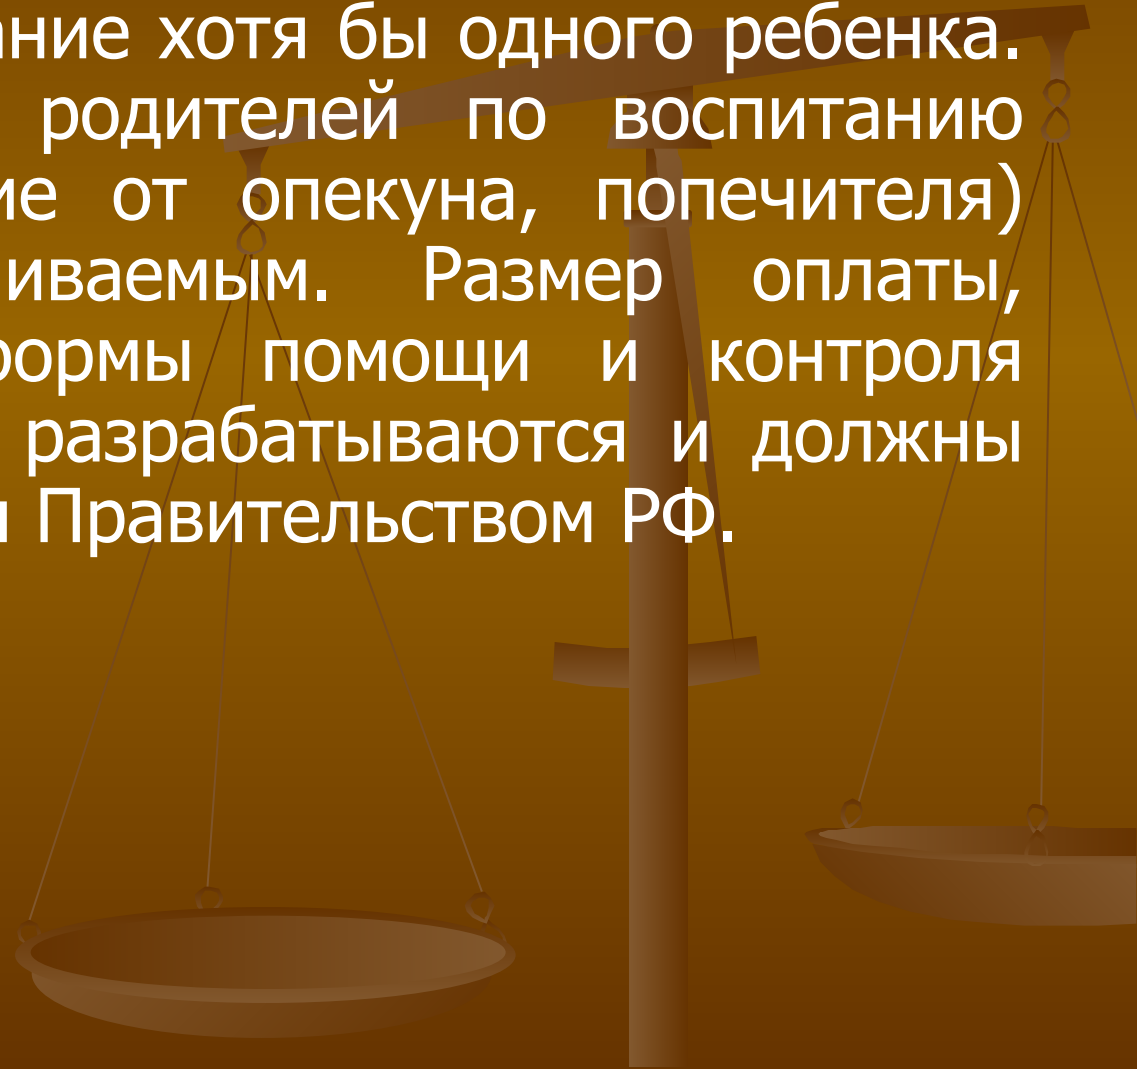 ние хотя бы одного ребенка.
родителей по воспитанию
ие от опекуна, попечителя)
иваемым. Размер оплаты,
формы помощи и контроля
разрабатываются и должны
Правительством РФ.